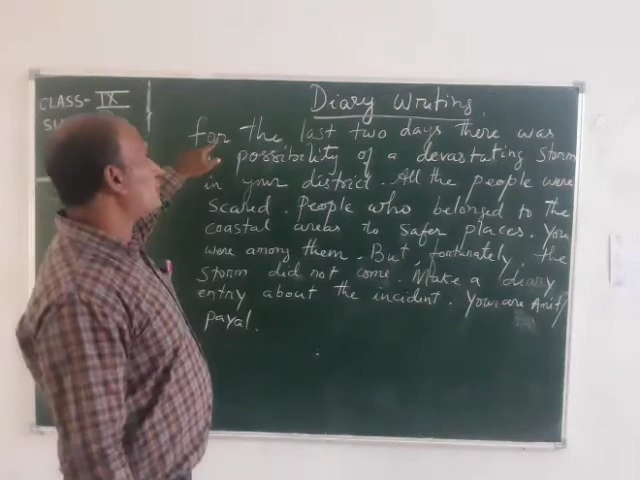 CLASS- IX
Diary Writing
For the last two days there was
possibility of a devastating storm
in your district. All the people were
scared. People who belonged to the
coastal areas to safer places. You
were among them. But, fortunately, the
storm did not come. Make a diary
entry about the incident. You are Amit/
Payal.